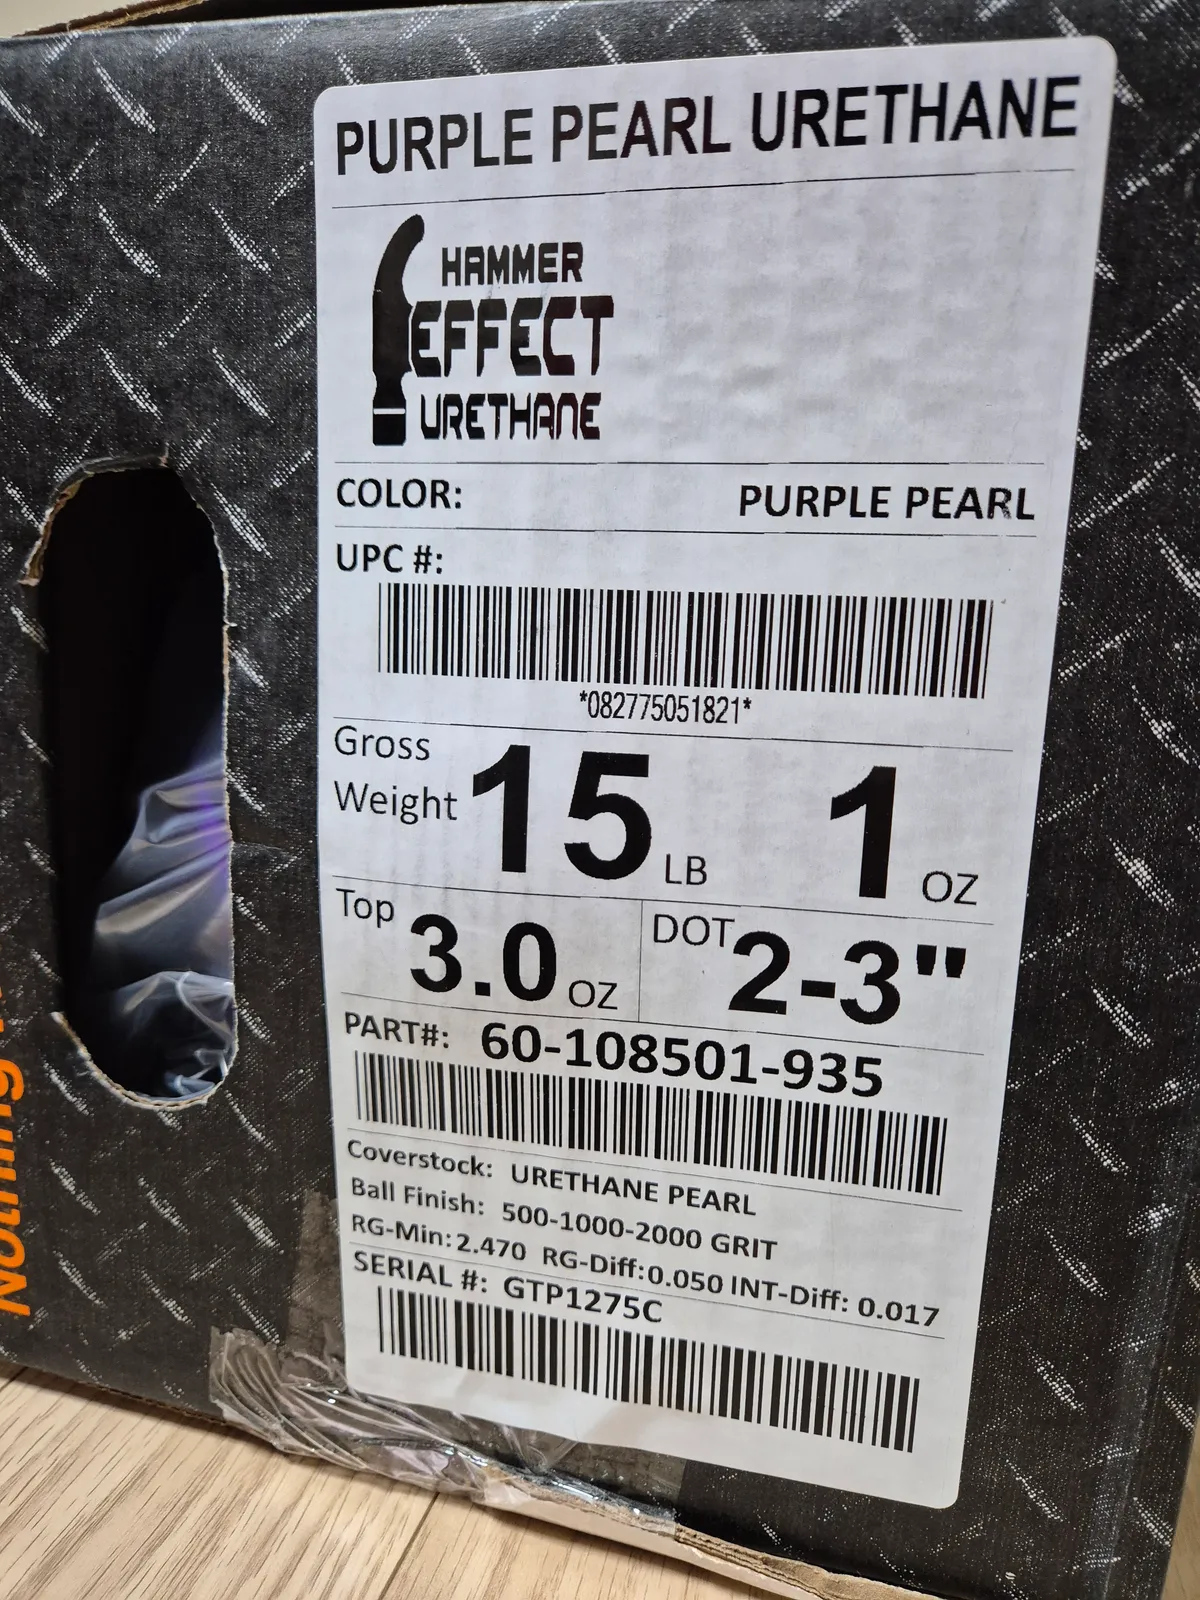 PURPLE PEARL URETHANE
HAMMER
EFFECT
URETHANE
COLOR: PURPLE PEARL
UPC #:
*082775051821*
Gross Weight 15 LB 1 OZ
Top 3.0 OZ DOT 2-3"
PART#: 60-108501-935
Coverstock: URETHANE PEARL
Ball Finish: 500-1000-2000 GRIT
RG-Min: 2.470 RG-Diff: 0.050 INT-Diff: 0.017
SERIAL #: GTP1275C
Nothing